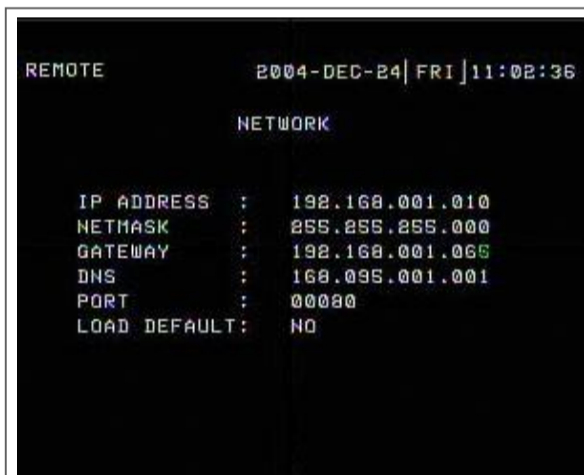 REMOTE 2004-DEC-24| FRI |11:02:36
NETWORK
IP ADDRESS : 192.168.001.010
NETMASK : 255.255.255.000
GATEWAY : 192.168.001.065
DNS : 168.095.001.001
PORT : 00080
LOAD DEFAULT: NO